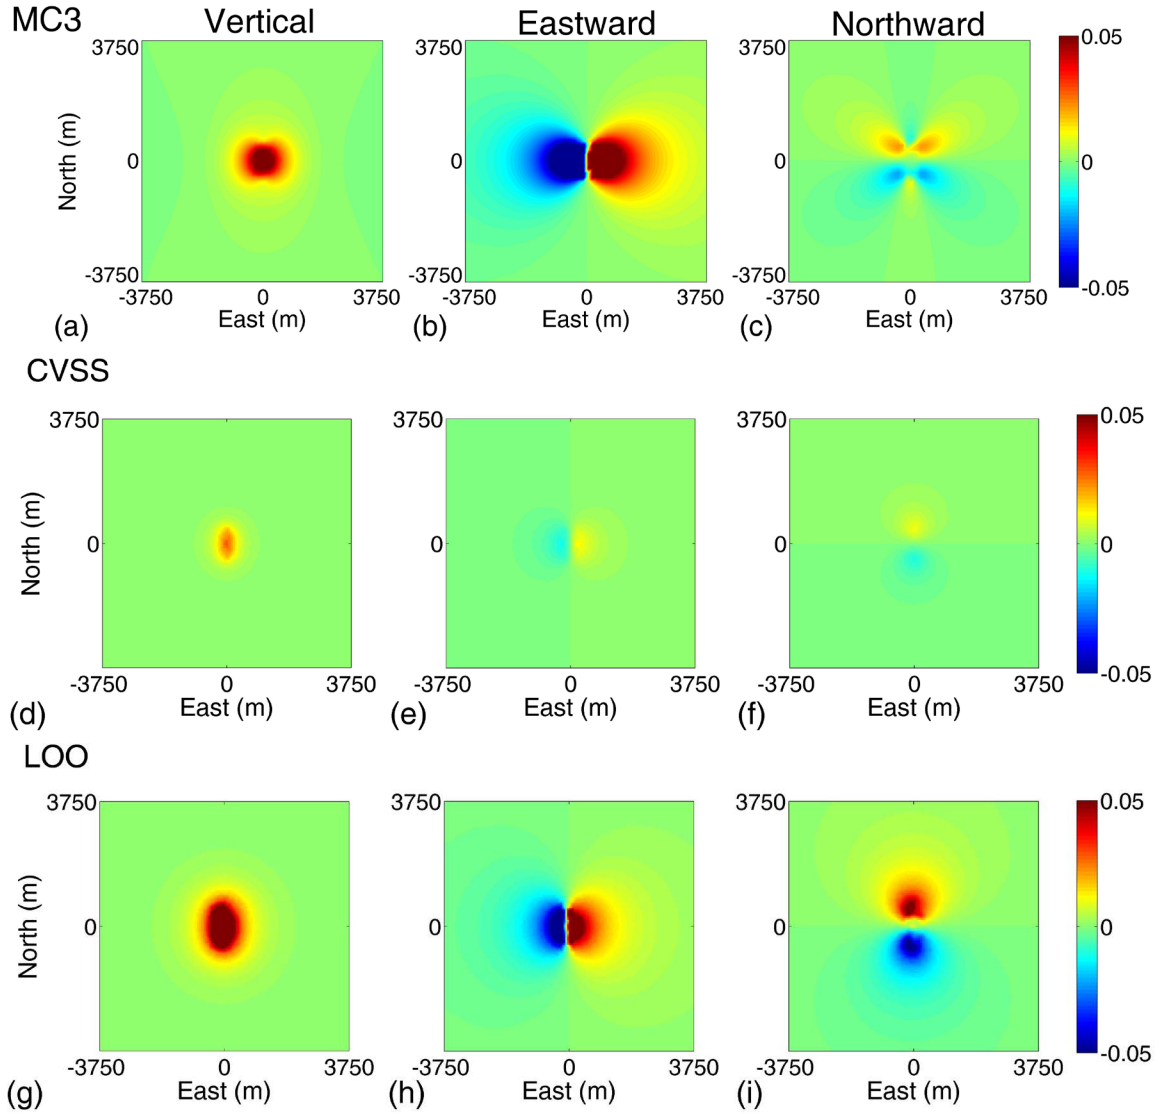 MC3 Vertical Eastward Northward
3750 3750 3750 0.05
North (m) 0 0 0 0
-3750 -3750 -3750 -0.05
-3750 0 3750 -3750 0 3750 -3750 0 3750
(a) East (m) (b) East (m) (c) East (m)
CVSS
3750 3750 3750 0.05
North (m) 0 0 0 0
-3750 0 3750 -3750 0 3750 -3750 0 3750 -0.05
(d) East (m) (e) East (m) (f) East (m)
LOO
3750 3750 3750 0.05
North (m) 0 0 0 0
-3750 0 3750 -3750 0 3750 -3750 0 3750 -0.05
(g) East (m) (h) East (m) (i) East (m)